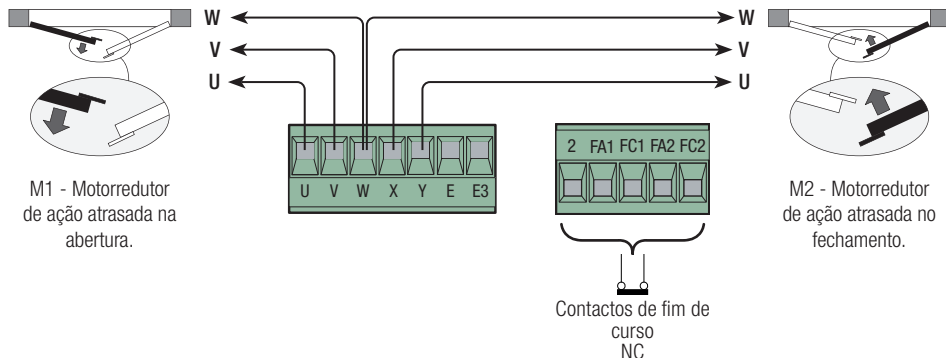 W
V
U
W
V
U
2 FA1 FC1 FA2 FC2
U V W X Y E E3
M1 - Motorredutor
de ação atrasada na
abertura.
M2 - Motorredutor
de ação atrasada no
fechamento.
Contactos de fim de
curso
NC